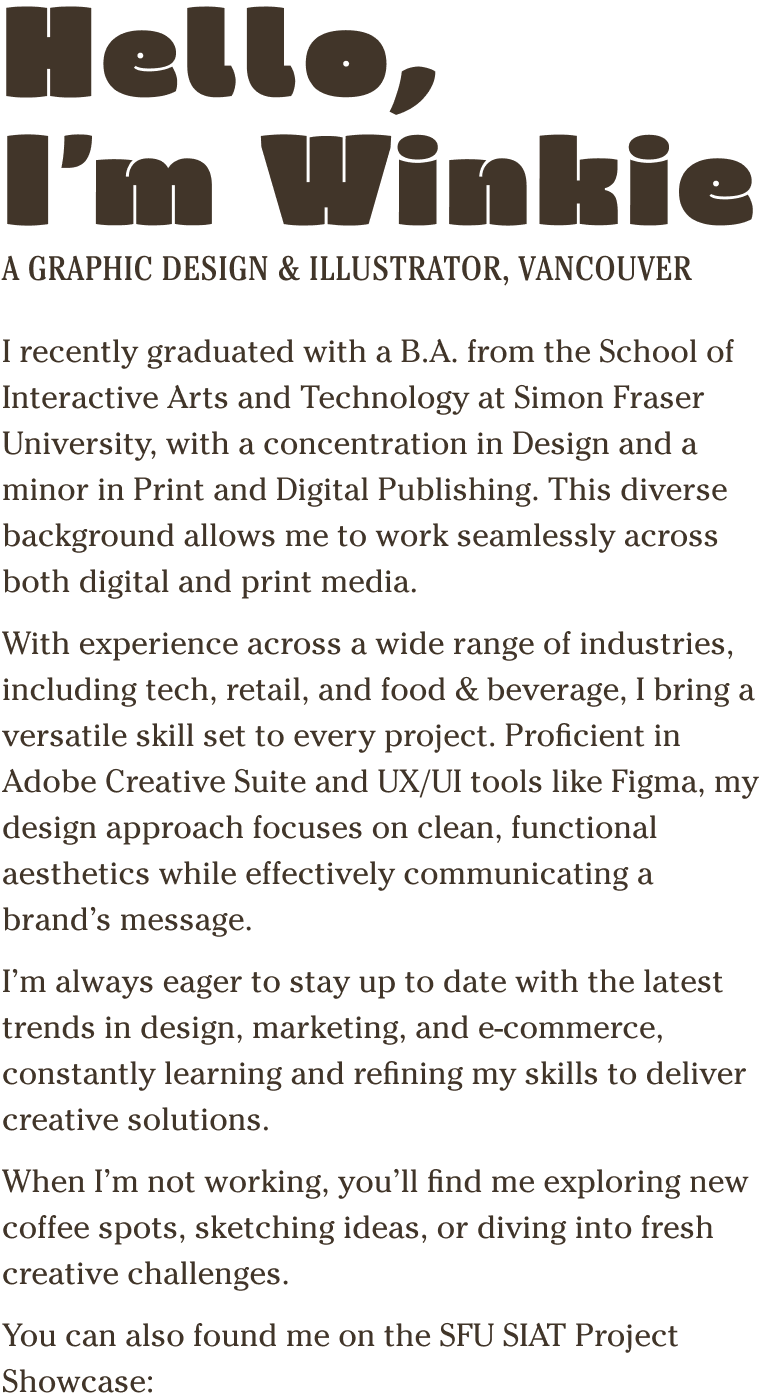 Hello,
I’m Winkie
A GRAPHIC DESIGN & ILLUSTRATOR, VANCOUVER
I recently graduated with a B.A. from the School of
Interactive Arts and Technology at Simon Fraser
University, with a concentration in Design and a
minor in Print and Digital Publishing. This diverse
background allows me to work seamlessly across
both digital and print media.
With experience across a wide range of industries,
including tech, retail, and food & beverage, I bring a
versatile skill set to every project. Proficient in
Adobe Creative Suite and UX/UI tools like Figma, my
design approach focuses on clean, functional
aesthetics while effectively communicating a
brand’s message.
I’m always eager to stay up to date with the latest
trends in design, marketing, and e-commerce,
constantly learning and refining my skills to deliver
creative solutions.
When I’m not working, you’ll find me exploring new
coffee spots, sketching ideas, or diving into fresh
creative challenges.
You can also found me on the SFU SIAT Project
Showcase: